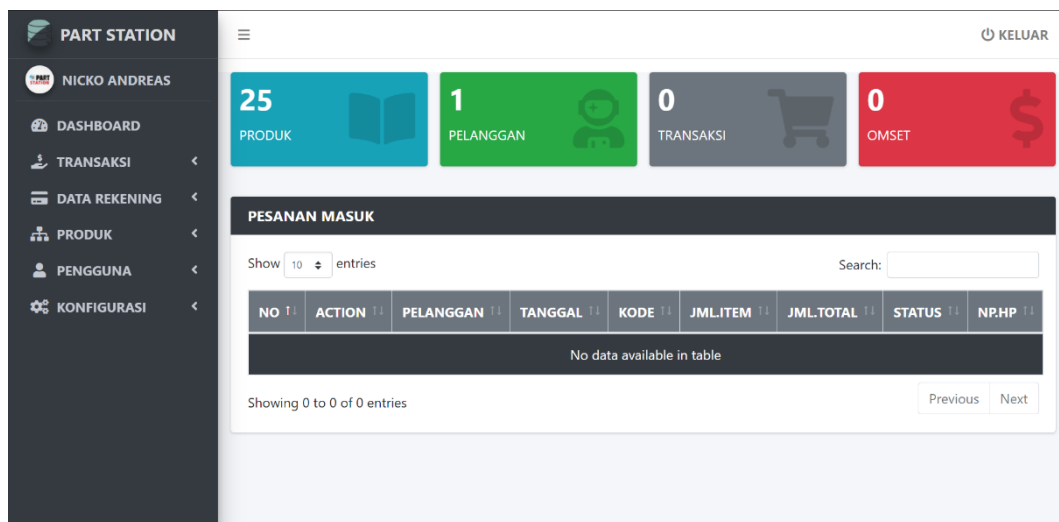 PART STATION
KELUAR
NICKO ANDREAS
DASHBOARD
TRANSAKSI
DATA REKENING
PRODUK
PENGGUNA
KONFIGURASI
25
PRODUK
1
PELANGGAN
0
TRANSAKSI
0
OMSET
PESANAN MASUK
Show 10 entries Search:
NO ACTION PELANGGAN TANGGAL KODE JML.ITEM JML.TOTAL STATUS NP.HP
No data available in table
Showing 0 to 0 of 0 entries Previous Next